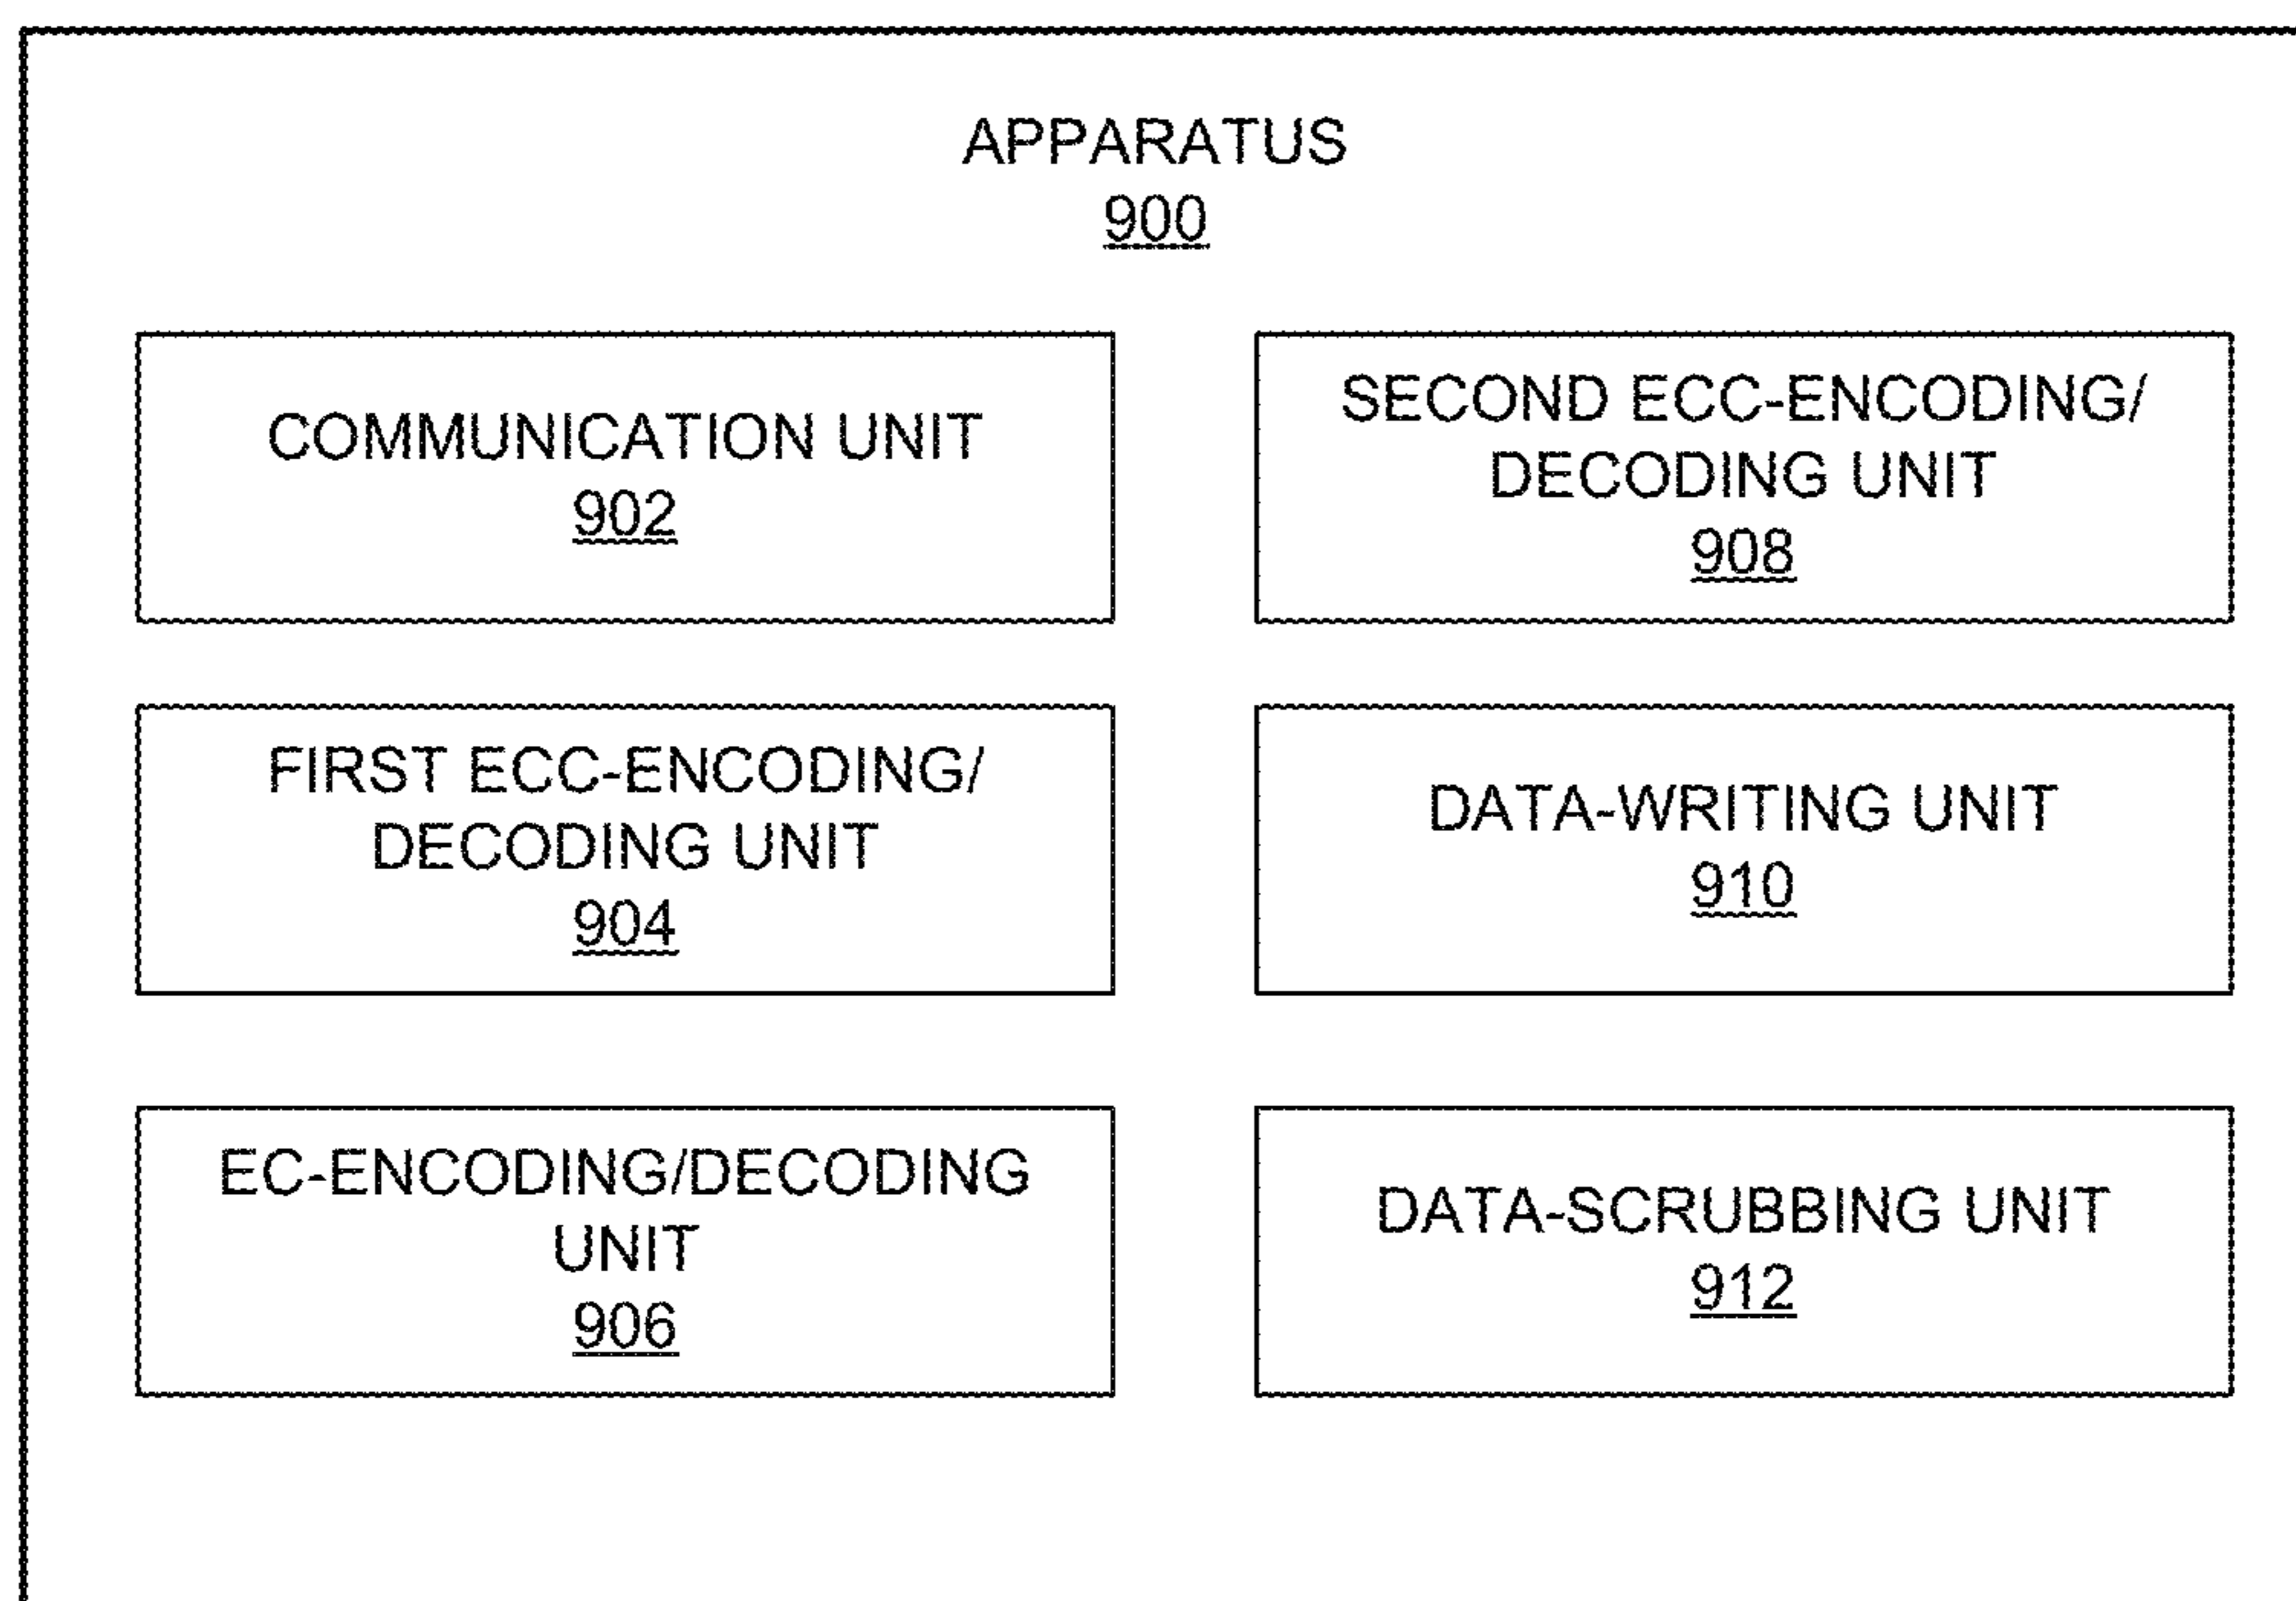 APPARATUS
900
COMMUNICATION UNIT
902
SECOND ECC-ENCODING/
DECODING UNIT
908
FIRST ECC-ENCODING/
DECODING UNIT
904
DATA-WRITING UNIT
910
EC-ENCODING/DECODING
UNIT
906
DATA-SCRUBBING UNIT
912